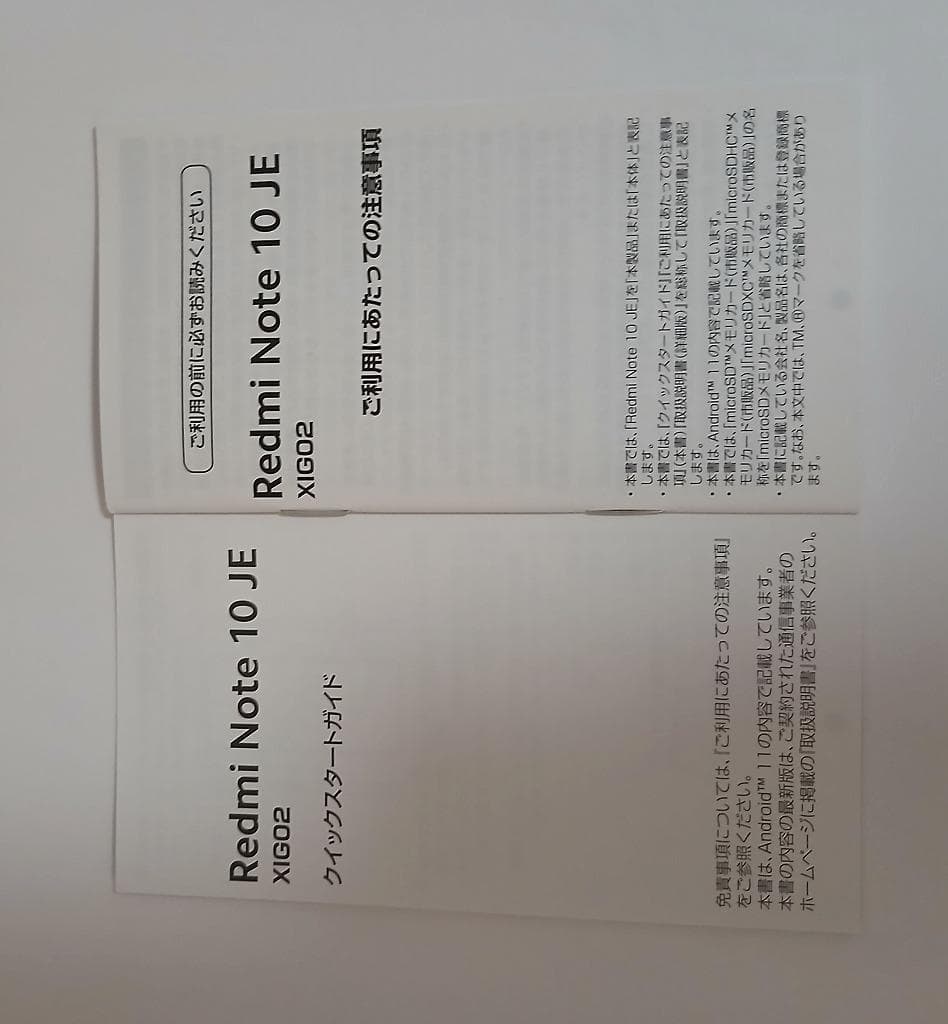 Redmi Note 10 JE
XIG02
クイックスタートガイド
免責事項については、「ご利用にあたっての注意事項」
をご参照ください。
本書は、Android™ 11の内容で記載しています。
本書の内容の最新版は、ご契約された通信事業者の
ホームページに掲載の『取扱説明書』をご参照ください。
ご利用の前に必ずお読みください
Redmi Note 10 JE
XIG02
ご利用にあたっての注意事項
・本書では、「Redmi Note 10 JE」を「本製品」または「本体」と表記
します。
・本書では、「クイックスタートガイド」「ご利用にあたっての注意事
項」（本書）「取扱説明書（詳細版）」を総称して「取扱説明書」と表記
します。
・本書は、Android™ 11の内容で記載しています。
・本書では、「microSD™メモリカード（市販品）」「microSDHC™メ
モリカード（市販品）」「microSDXC™メモリカード（市販品）」の名
称を「microSDメモリカード」と省略しています。
・本書に記載している会社名、製品名は、各社の商標または登録商標
です。なお、本文中では、TM、®マークを省略している場合があり
ます。